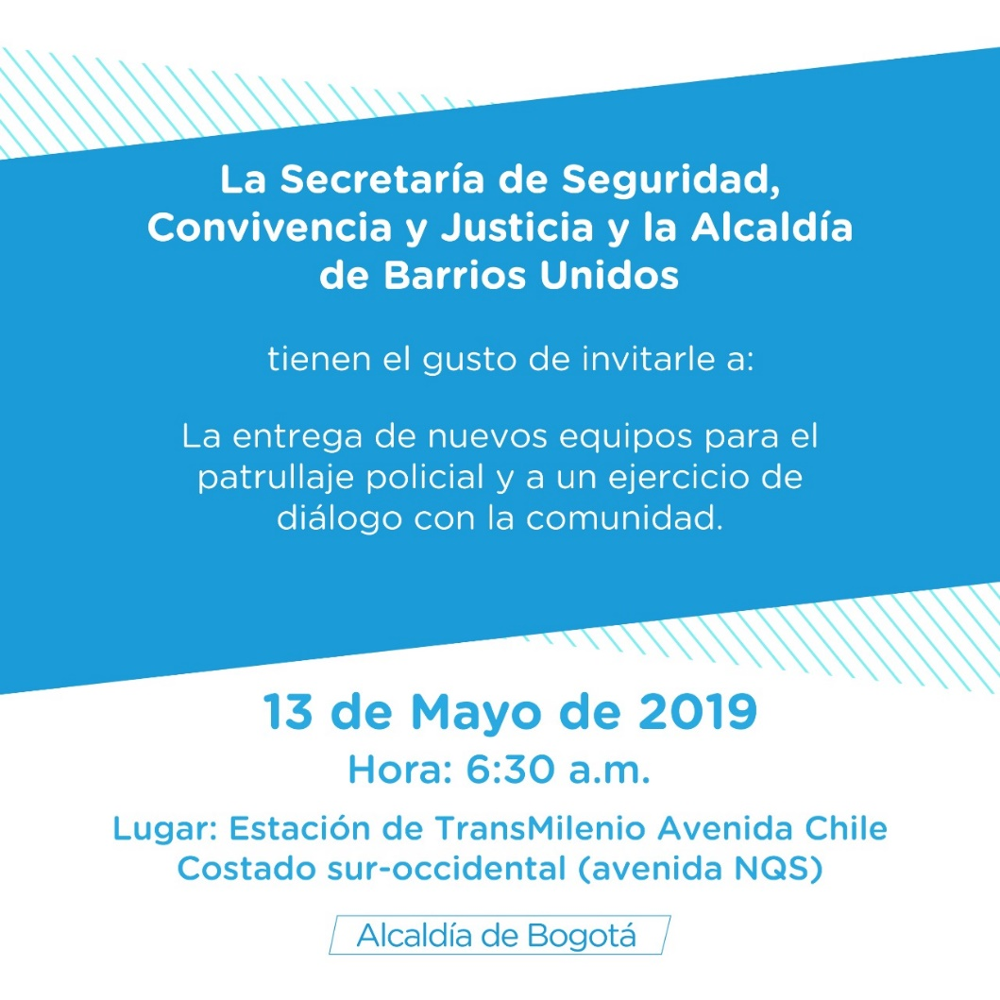 La Secretaría de Seguridad,
Convivencia y Justicia y la Alcaldía
de Barrios Unidos
tienen el gusto de invitarle a:
La entrega de nuevos equipos para el
patrullaje policial y a un ejercicio de
diálogo con la comunidad.
13 de Mayo de 2019
Hora: 6:30 a.m.
Lugar: Estación de TransMilenio Avenida Chile
Costado sur-occidental (avenida NQS)
Alcaldía de Bogotá